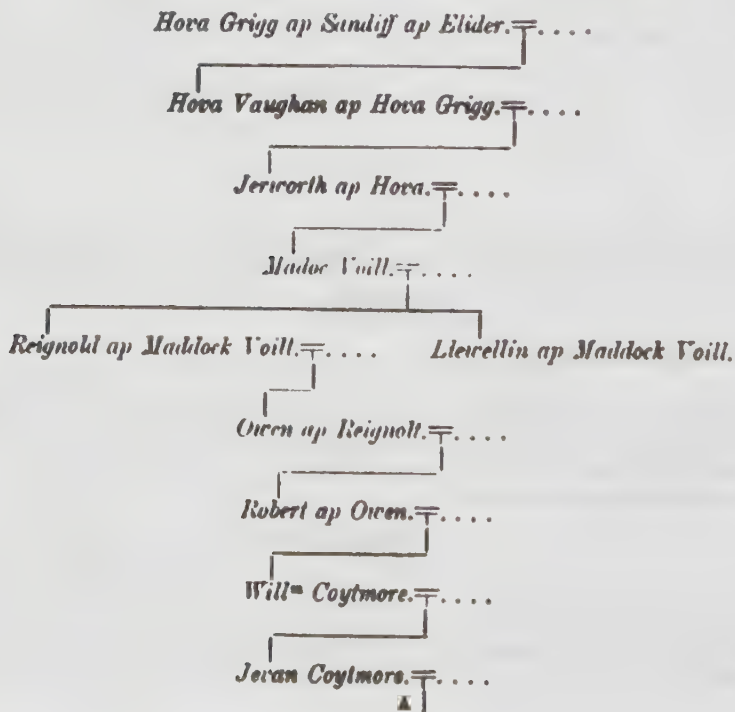 Hova Grigg ap Sandiff ap Elider.=. . . .
Hova Vaughan ap Hova Grigg.=. . . .
Jerworth ap Hova.=. . . .
Madoc Voill.=. . . .
Reignold ap Maddock Voill.=. . . . Llewellin ap Maddock Voill.
Owen ap Reignolt.=. . . .
Robert ap Owen.=. . . .
Willm Coytmore.=. . . .
Jevan Coytmore.=. . . .
A